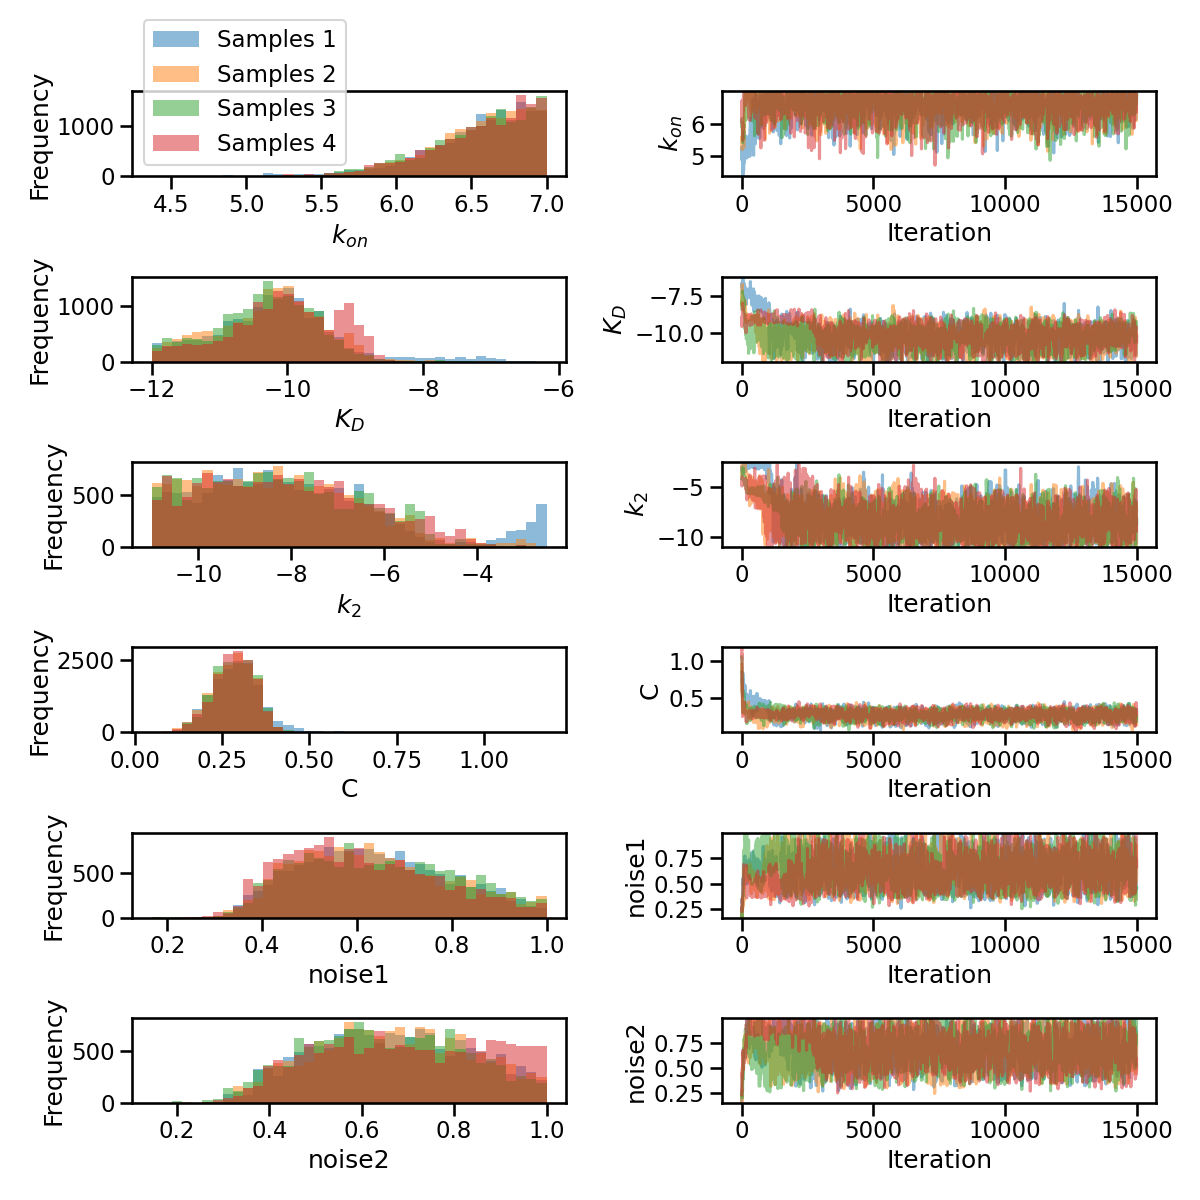 Samples 1
Samples 2
Samples 3
Samples 4
Frequency
1000
0
4.5 5.0 5.5 6.0 6.5 7.0
k_on
k_on
6
5
0 5000 10000 15000
Iteration
Frequency
1000
0
−12 −10 −8 −6
K_D
K_D
−7.5
−10.0
0 5000 10000 15000
Iteration
Frequency
500
0
−10 −8 −6 −4
k_2
k_2
−5
−10
0 5000 10000 15000
Iteration
Frequency
2500
0
0.00 0.25 0.50 0.75 1.00
C
C
1.0
0.5
0 5000 10000 15000
Iteration
Frequency
500
0
0.2 0.4 0.6 0.8 1.0
noise1
noise1
0.75
0.50
0.25
0 5000 10000 15000
Iteration
Frequency
500
0
0.2 0.4 0.6 0.8 1.0
noise2
noise2
0.75
0.50
0.25
0 5000 10000 15000
Iteration